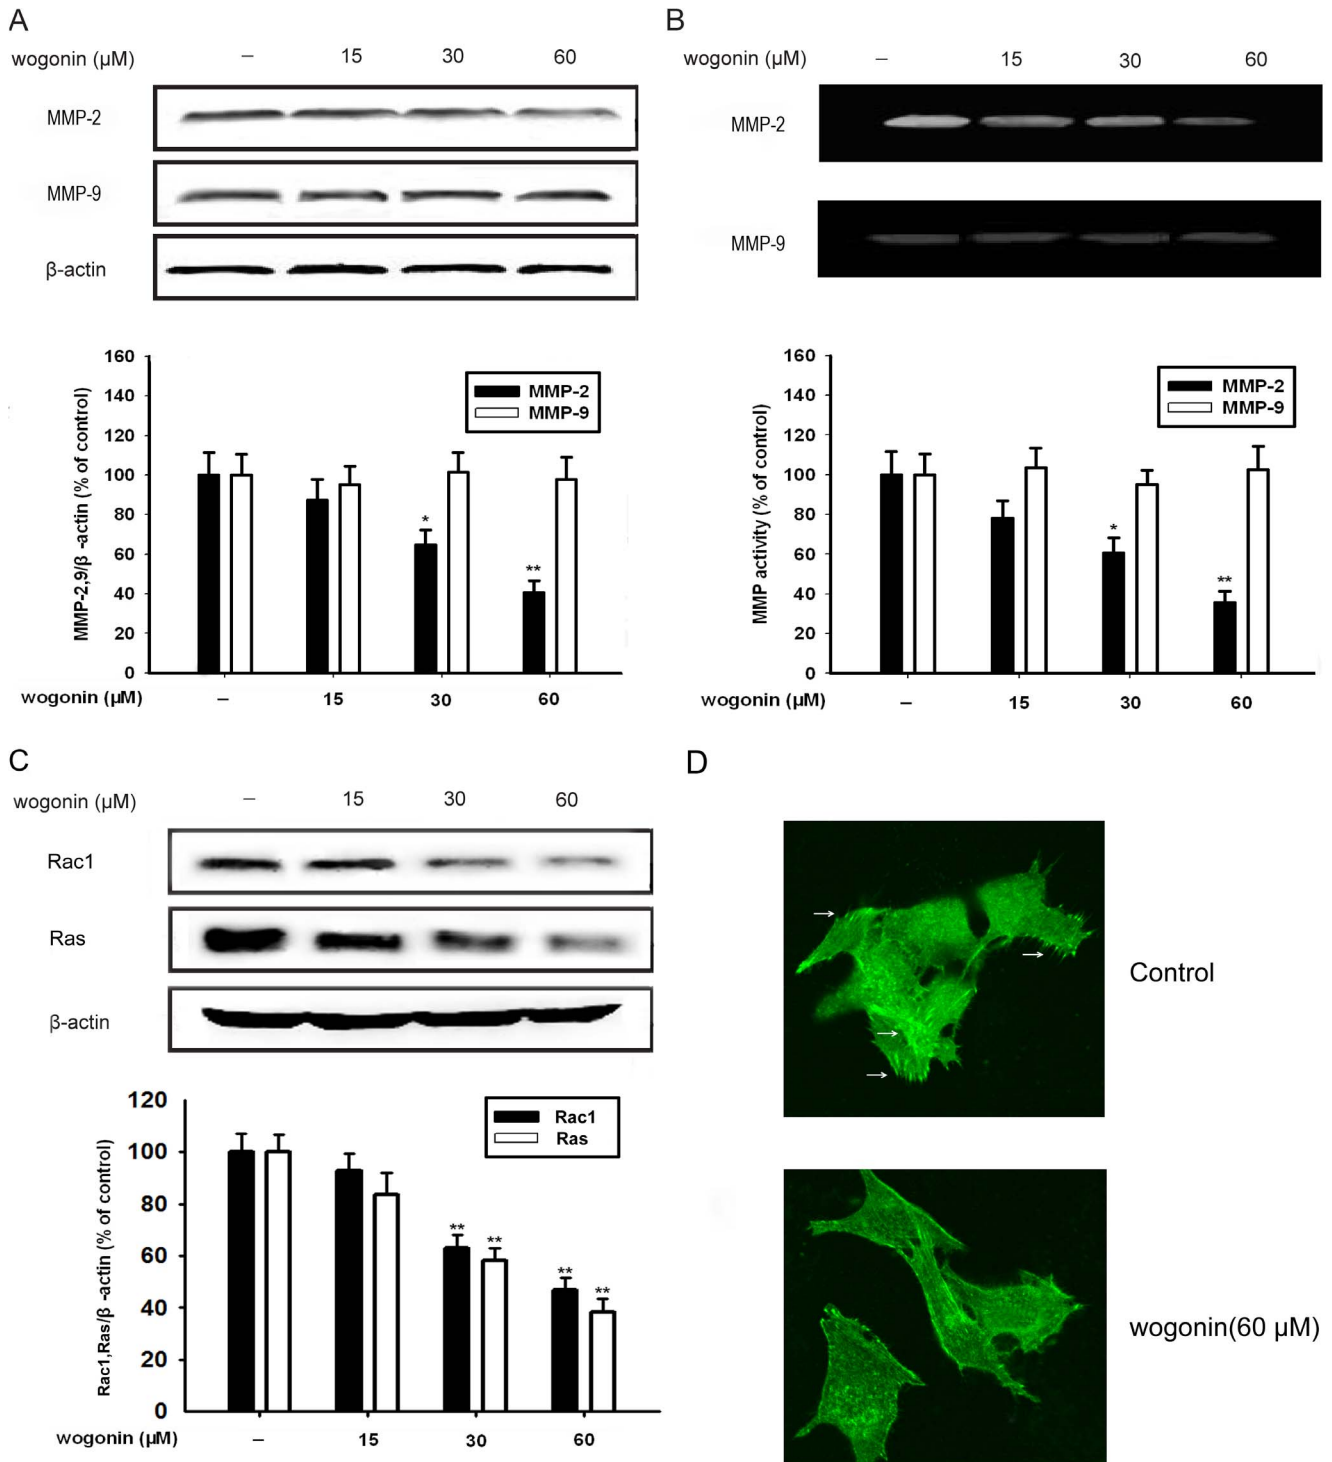 A
wogonin (µM) – 15 30 60
MMP-2
MMP-9
β-actin
160
140
120
100
80
60
40
20
0
MMP-2,9/β -actin (% of control)
MMP-2
MMP-9
*
**
wogonin (µM) – 15 30 60
B
wogonin (µM) – 15 30 60
MMP-2
MMP-9
160
140
120
100
80
60
40
20
0
MMP activity (% of control)
MMP-2
MMP-9
*
**
wogonin (µM) – 15 30 60
C
wogonin (µM) – 15 30 60
Rac1
Ras
β-actin
120
100
80
60
40
20
0
Rac1,Ras/β -actin (% of control)
Rac1
Ras
** **
** **
wogonin (µM) – 15 30 60
D
Control
wogonin(60 µM)